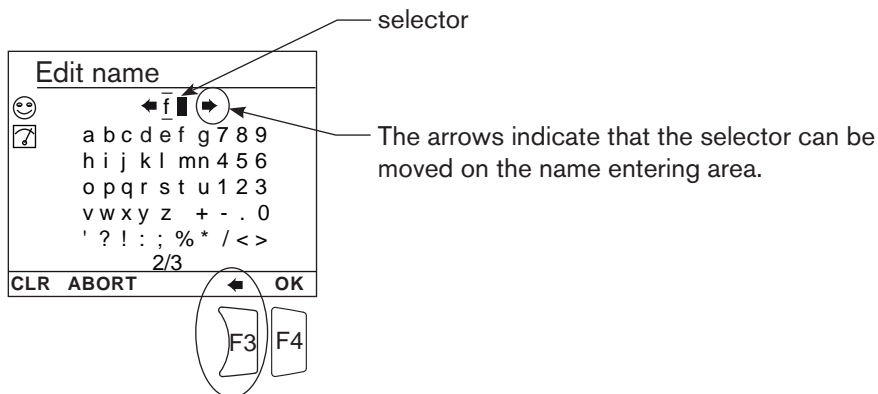 selector
Edit name
f
a b c d e f g 7 8 9
The arrows indicate that the selector can be
h i j k l m n 4 5 6
moved on the name entering area.
o p q r s t u 1 2 3
v w x y z + - . 0
' ? ! : ; % * / < >
2/3
CLR ABORT OK
F3 F4